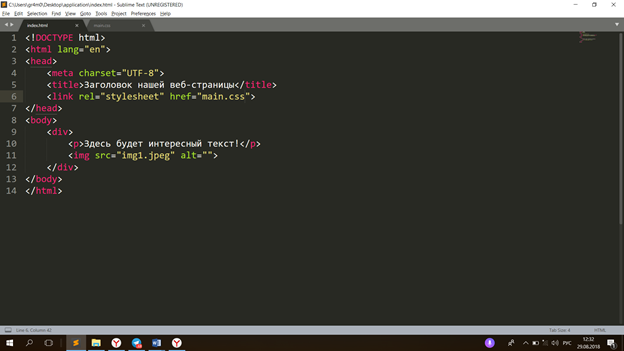 C:\Users\gr4m0\Desktop\application\index.html - Sublime Text (UNREGISTERED)
File Edit Selection Find View Goto Tools Project Preferences Help
index.html × main.css ×
1 <!DOCTYPE html>
2 <html lang="en">
3 <head>
4 <meta charset="UTF-8">
5 <title>Заголовок нашей веб-страницы</title>
6 <link rel="stylesheet" href="main.css">
7 </head>
8 <body>
9 <div>
10 <p>Здесь будет интересный текст!</p>
11 <img src="img1.jpeg" alt="">
12 </div>
13 </body>
14 </html>
Line 6, Column 43 Tab Size: 4 HTML
РУС 12:32
29.08.2018